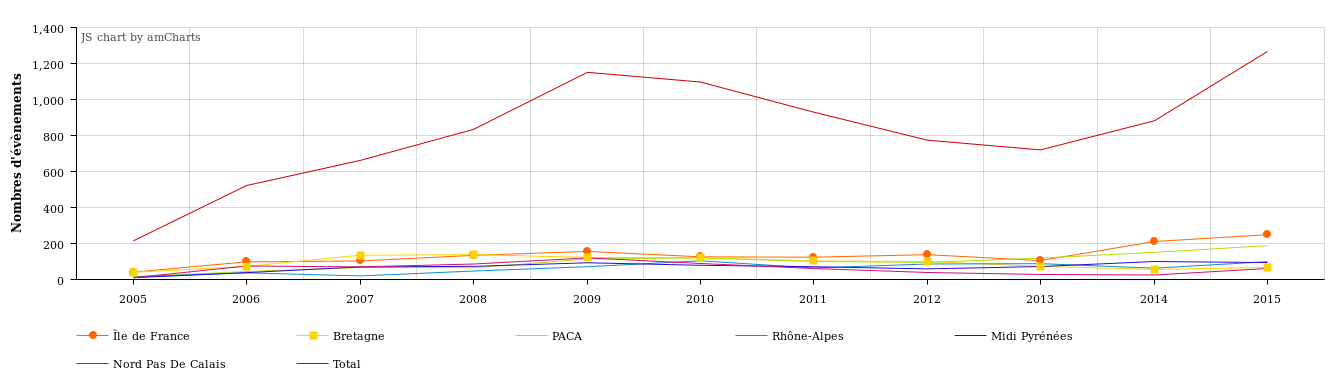 JS chart by amCharts
Nombres d'évènements
1,400
1,200
1,000
800
600
400
200
0
2005 2006 2007 2008 2009 2010 2011 2012 2013 2014 2015
Île de France Bretagne PACA Rhône-Alpes Midi Pyrénées
Nord Pas De Calais Total